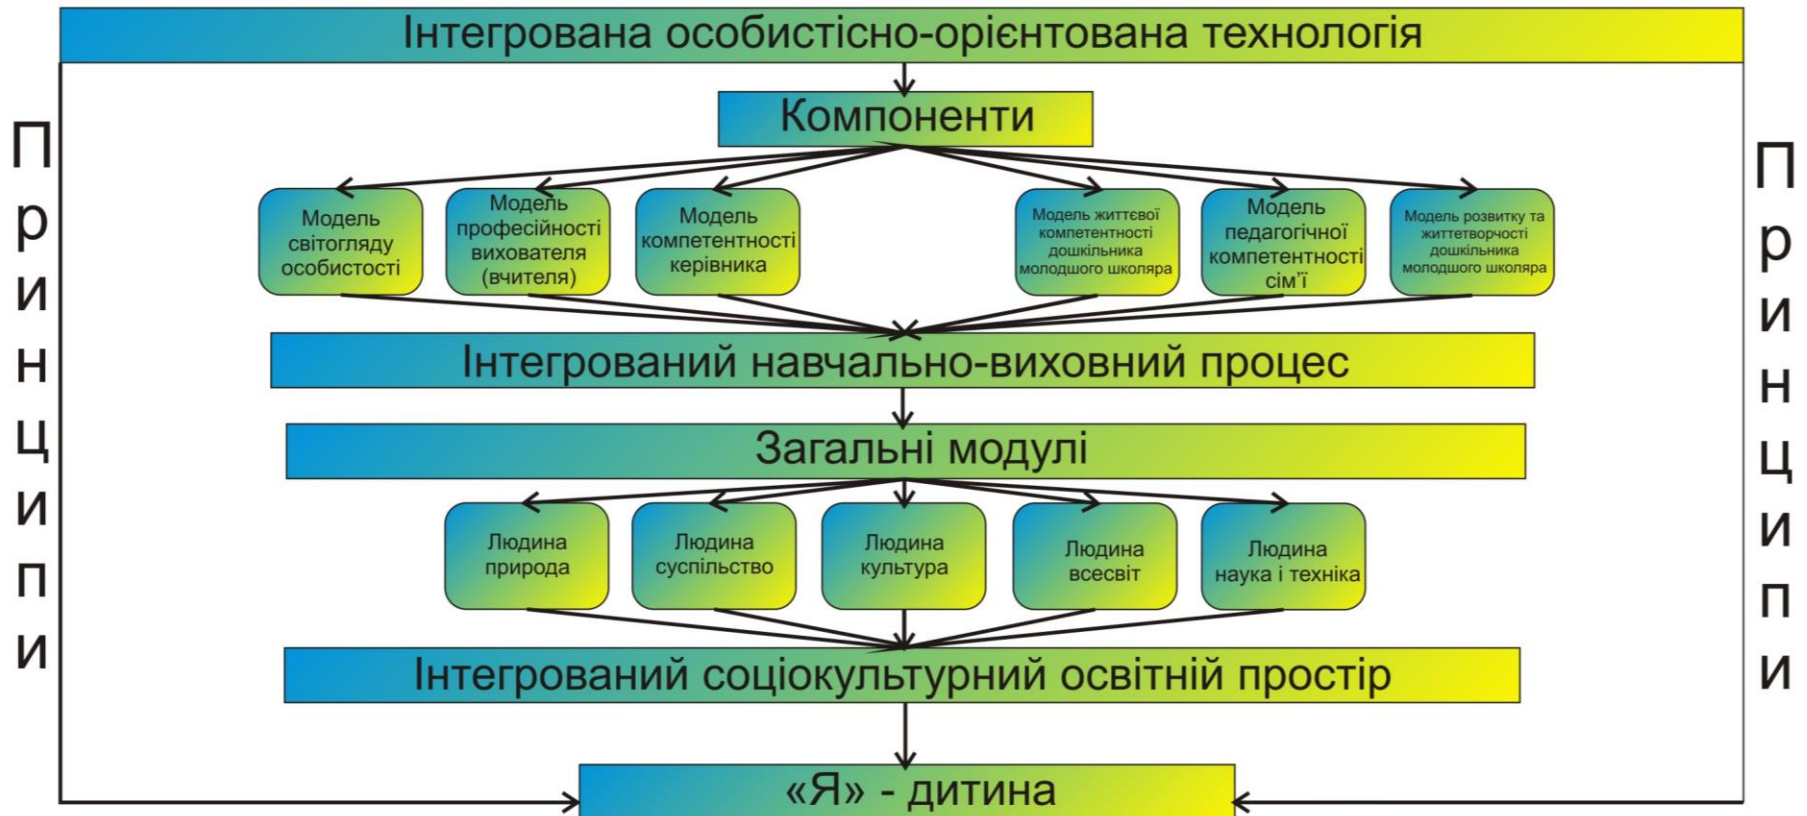 Інтегрована особистісно-орієнтована технологія
Принципи
Компоненти
Модель
світогляду
особистості
Модель
професійності
вихователя
(вчителя)
Модель
компетентності
керівника
Модель життєвої
компетентності
дошкільника
молодшого школяра
Модель
педагогічної
компетентності
сім’ї
Модель розвитку та
життетворчості
дошкільника
молодшого школяра
Принципи
Інтегрований навчально-виховний процес
Загальні модулі
Людина
природа
Людина
суспільство
Людина
культура
Людина
всесвіт
Людина
наука і техніка
Інтегрований соціокультурний освітній простір
«Я» - дитина